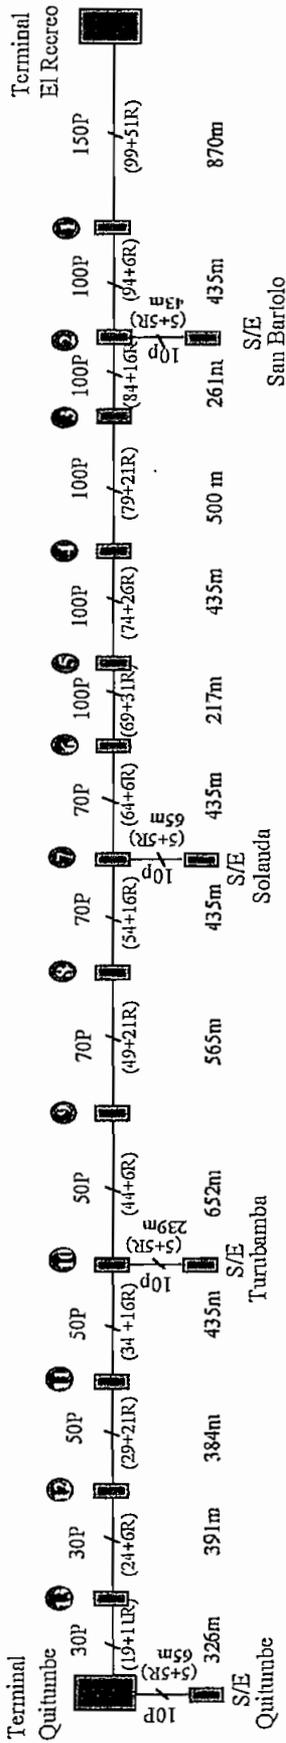 Terminal
Quitumbe
30P
(19+11R)
326m
10P
(5+5R)
65m
S/E
Quitumbe
13
30P
(24+6R)
391m
12
50P
(29+21R)
384m
11
50P
(34 +16R)
435m
10
10p
(5+5R)
239m
S/E
Turubamba
50P
(44+6R)
652m
9
70P
(49+21R)
565m
8
70P
(54+16R)
435m
7
10p
(5+5R)
65m
S/E
Solauda
70P
(64+6R)
435m
100P
(69+31R)
217m
5
100P
(74+26R)
435m
4
100P
(79+21R)
500 m
3
100P
(84+16R)
261m
2
10p
(5+5R)
43m
S/E
San Bartolo
100P
(94+6R)
435m
1
150P
(99+51R)
870m
Terminal
El Recreo